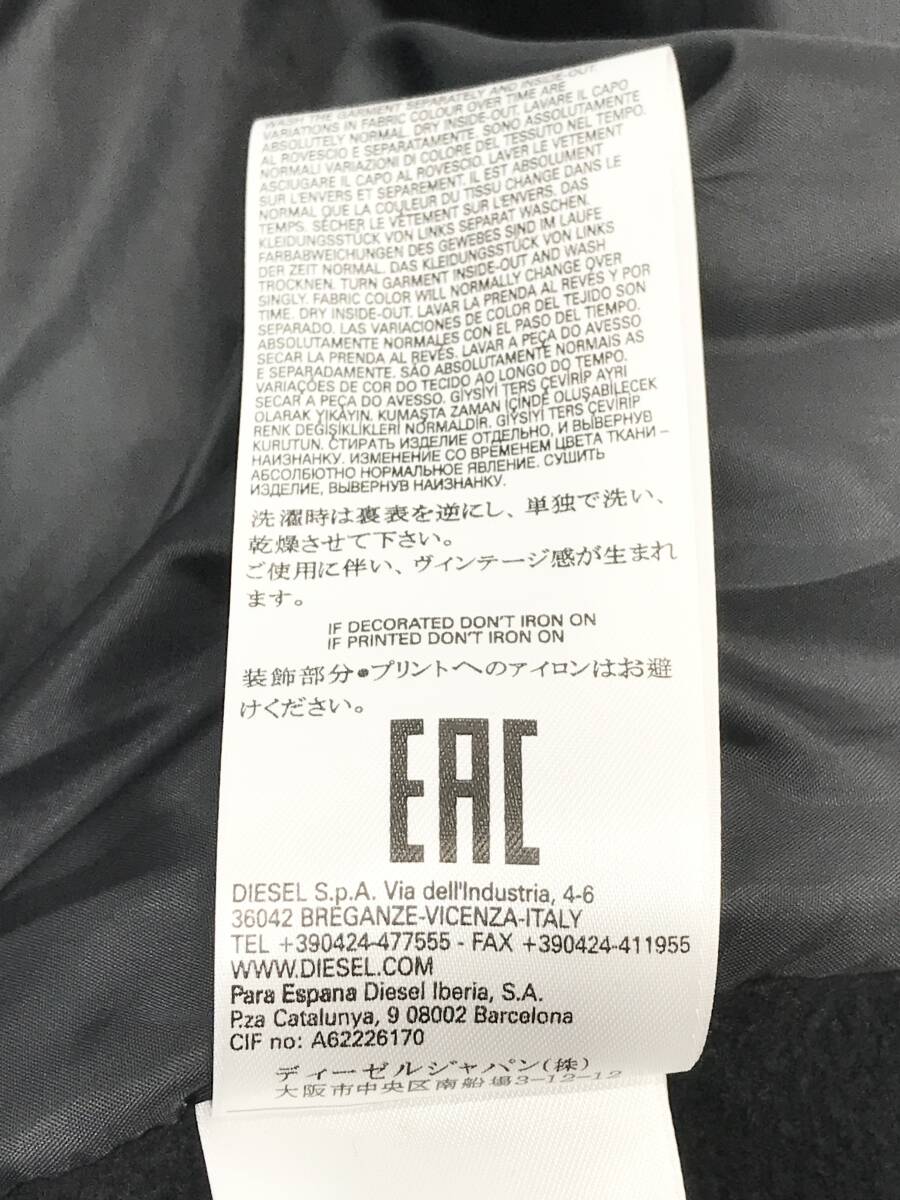 WASH THE GARMENT SEPARATELY AND INSIDE-OUT.
VARIATIONS IN FABRIC COLOUR OVER TIME ARE
ABSOLUTELY NORMAL. DRY INSIDE-OUT. LAVARE IL CAPO
AL ROVESCIO E SEPARATAMENTE. SONO ASSOLUTAMENTE
NORMALI VARIAZIONI DI COLORE DEL TESSUTO NEL TEMPO.
ASCIUGARE IL CAPO AL ROVESCIO. LAVER LE VETEMENT
SUR L'ENVERS ET SEPAREMENT. IL EST ABSOLUMENT
NORMAL QUE LA COULEUR DU TISSU CHANGE DANS LE
TEMPS. SÉCHER LE VÊTEMENT SUR L'ENVERS. DAS
KLEIDUNGSSTÜCK VON LINKS SEPARAT WASCHEN.
FARBABWEICHUNGEN DES GEWEBES SIND IM LAUFE
DER ZEIT NORMAL. DAS KLEIDUNGSSTÜCK VON LINKS
TROCKNEN. TURN GARMENT INSIDE-OUT AND WASH
SINGLY. FABRIC COLOR WILL NORMALLY CHANGE OVER
TIME. DRY INSIDE-OUT. LAVAR LA PRENDA AL REVÉS Y POR
SEPARADO. LAS VARIACIONES DE COLOR DEL TEJIDO SON
ABSOLUTAMENTE NORMALES CON EL PASO DEL TIEMPO.
SECAR LA PRENDA AL REVÉS. LAVAR A PEÇA DO AVESSO
E SEPARADAMENTE. SÃO ABSOLUTAMENTE NORMAIS AS
VARIAÇÕES DE COR DO TECIDO AO LONGO DO TEMPO.
SECAR A PEÇA DO AVESSO. GİYSİYİ TERS ÇEVİRİP AYRI
OLARAK YIKAYIN. KUMAŞTA ZAMAN İÇİNDE OLUŞABİLECEK
RENK DEĞİŞİKLİKLERİ NORMALDİR. GİYSİYİ TERS ÇEVİRİP
KURUTUN. СТИРАТЬ ИЗДЕЛИЕ ОТДЕЛЬНО, И ВЫВЕРНУВ
НАИЗНАНКУ. ИЗМЕНЕНИЕ СО ВРЕМЕНЕМ ЦВЕТА ТКАНИ –
АБСОЛБЮТНО НОРМАЛЬНОЕ ЯВЛЕНИЕ. СУШИТЬ
ИЗДЕЛИЕ, ВЫВЕРНУВ НАИЗНАНКУ.
洗濯時は裏表を逆にし、単独で洗い、
乾燥させて下さい。
ご使用に伴い、ヴィンテージ感が生まれ
ます。
IF DECORATED DON'T IRON ON
IF PRINTED DON'T IRON ON
装飾部分・プリントへのアイロンはお避
けください。
EAC
DIESEL S.p.A. Via dell'Industria, 4-6
36042 BREGANZE-VICENZA-ITALY
TEL +390424-477555 - FAX +390424-411955
WWW.DIESEL.COM
Para Espana Diesel Iberia, S.A.
P.za Catalunya, 9 08002 Barcelona
CIF no: A62226170
ディーゼルジャパン(株)
大阪市中央区南船場3-12-12